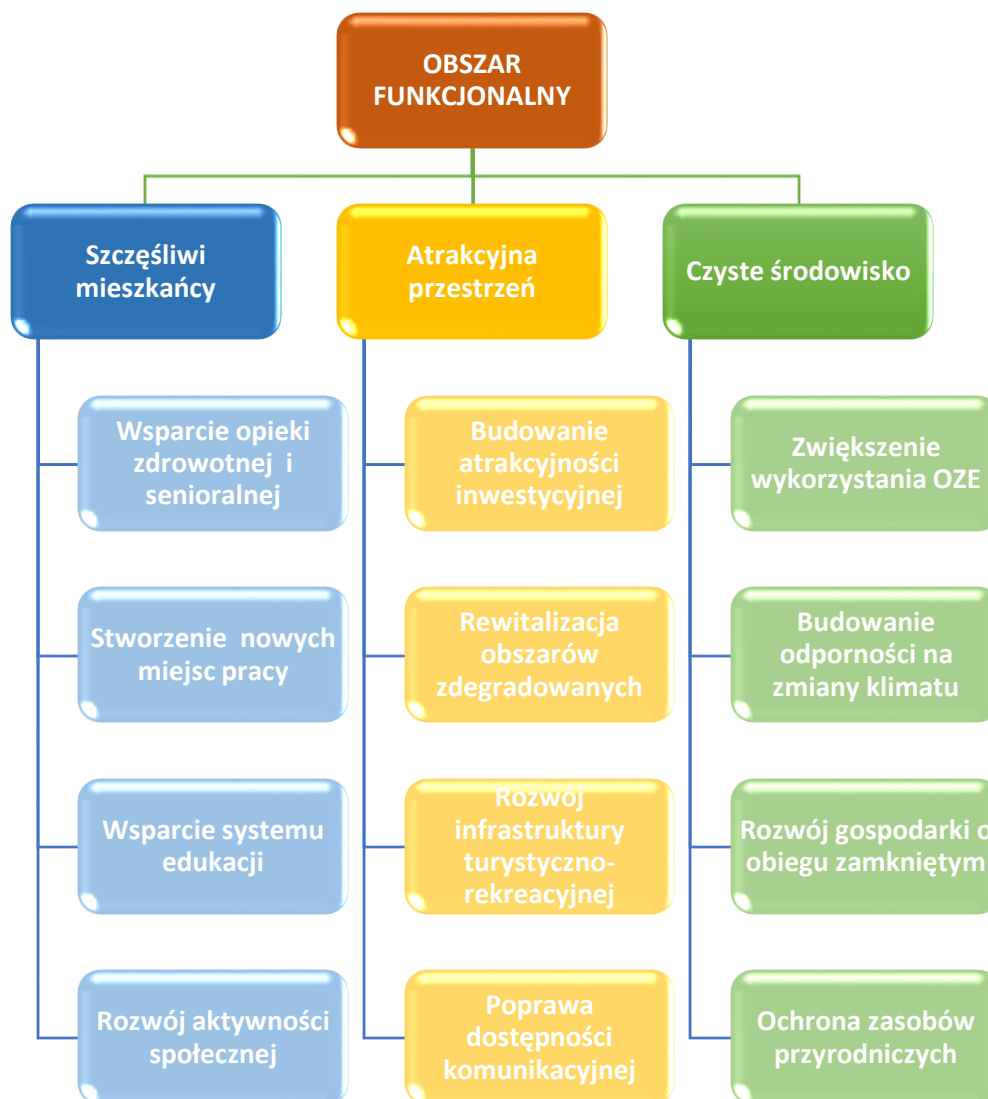 OBSZAR
FUNKCJONALNY
Szczęśliwi
mieszkańcy
Wsparcie opieki
zdrowotnej i
senioralnej
Stworzenie nowych
miejsc pracy
Wsparcie systemu
edukacji
Rozwój aktywności
społecznej
Atrakcyjna
przestrzeń
Budowanie
atrakcyjności
inwestycyjnej
Rewitalizacja
obszarów
zdegradowanych
Rozwój
infrastruktury
turystyczno-
rekreacyjnej
Poprawa
dostępności
komunikacyjnej
Czyste środowisko
Zwiększenie
wykorzystania OZE
Budowanie
odporności na
zmiany klimatu
Rozwój gospodarki o
obiegu zamkniętym
Ochrona zasobów
przyrodniczych